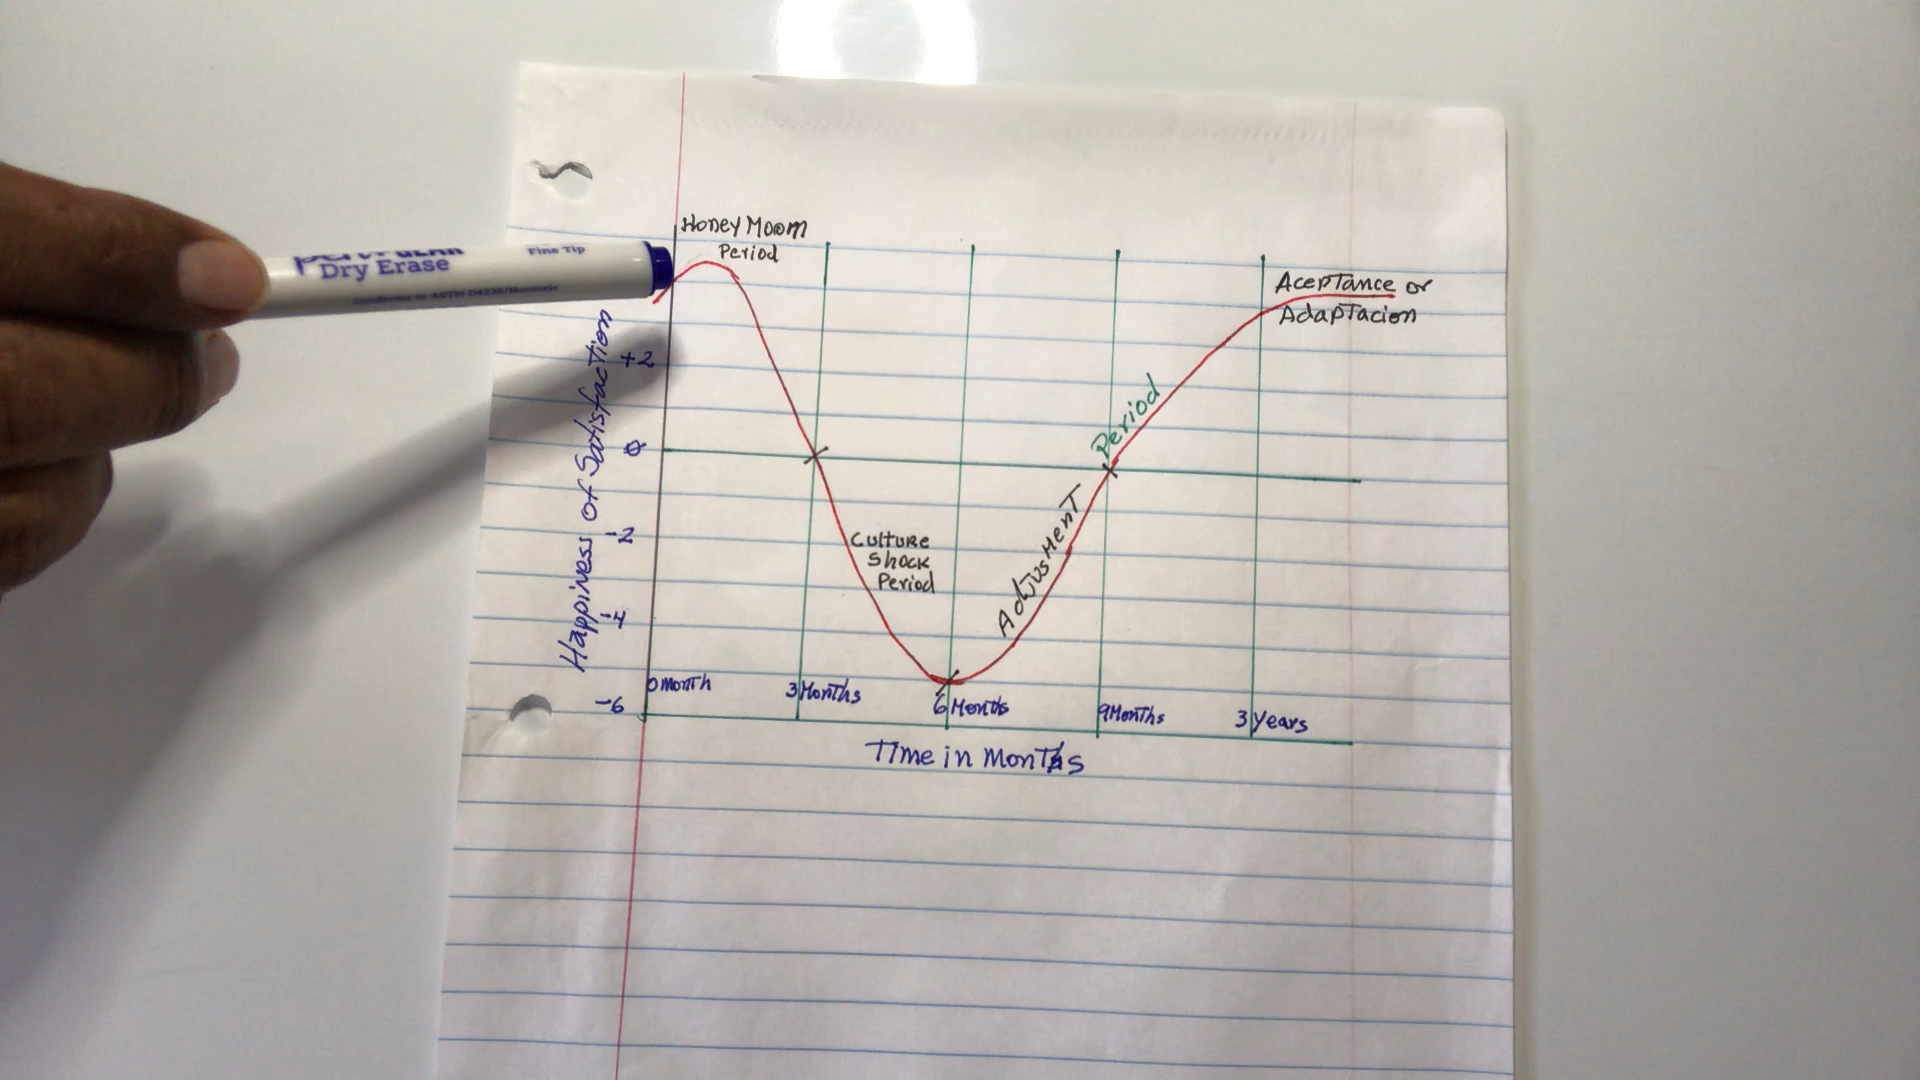 Honey Moom
Period
Fine Tip
Dry Erase
Aceptance or
Adaptacion
Happiness of Satisfaction
+2
0
-2
-4
-6
Period
Adjusment
Culture
Shock
Period
0 month
3 Months
6 Months
9 Months
3 years
Time in Months